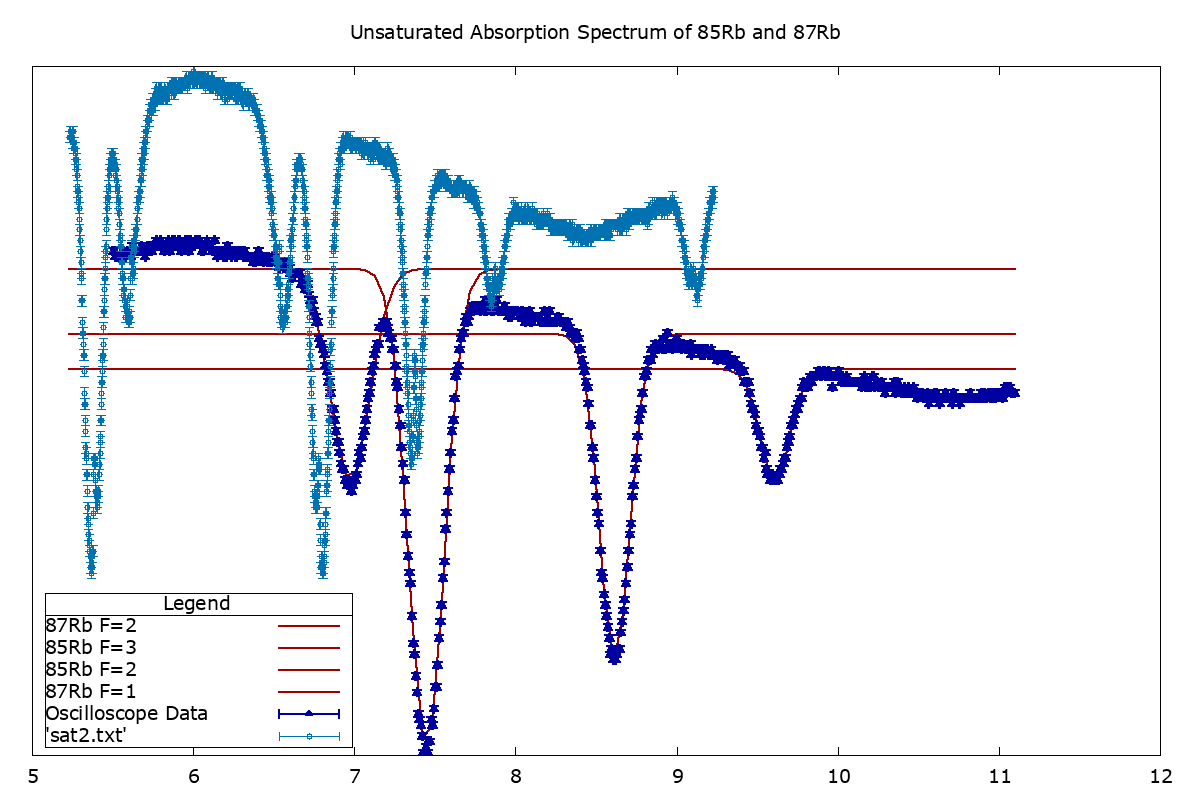 Unsaturated Absorption Spectrum of 85Rb and 87Rb
Legend
87Rb F=2
85Rb F=3
85Rb F=2
87Rb F=1
Oscilloscope Data
'sat2.txt'
5 6 7 8 9 10 11 12